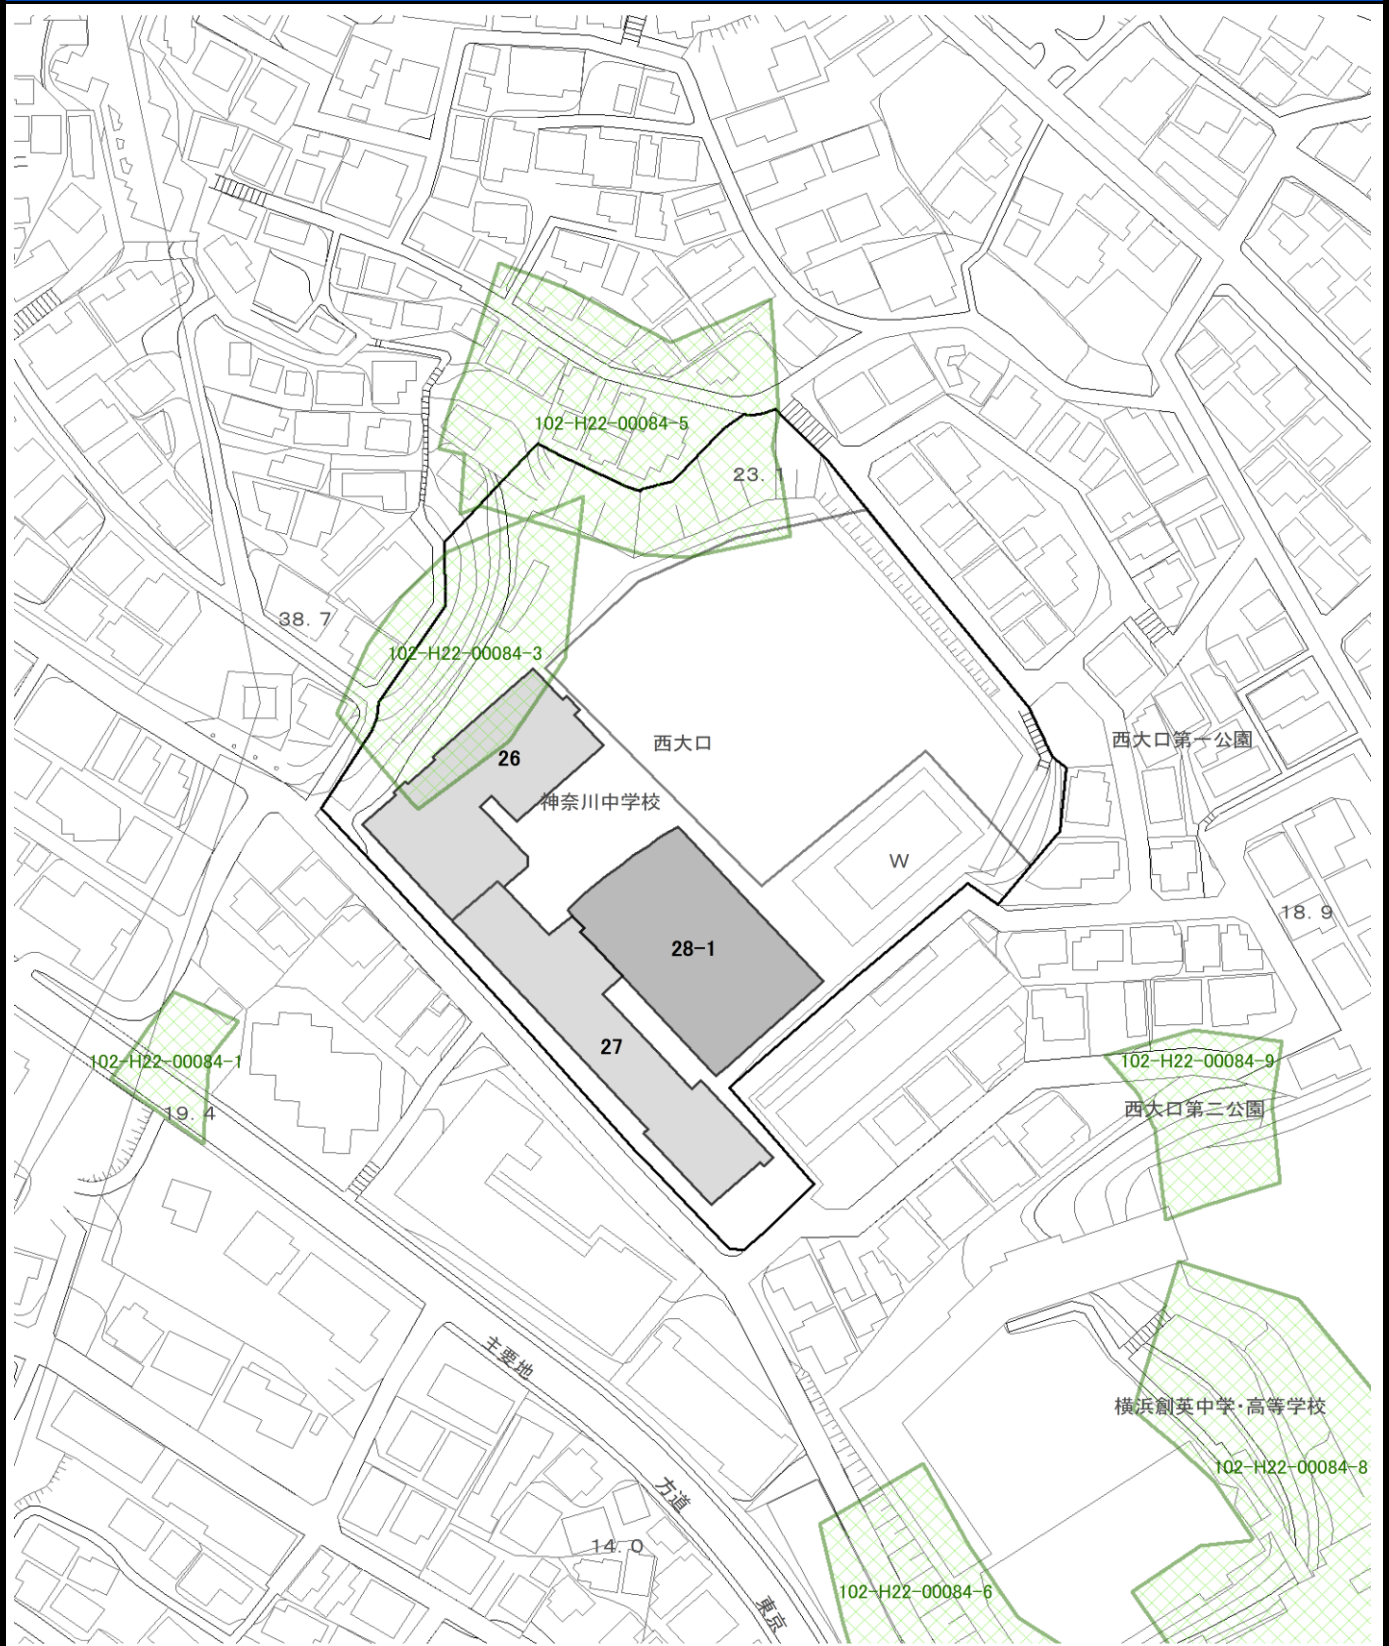 102-H22-00084-5
23. 1
38. 7
102-H22-00084-3
西大口
西大口第一公園
26
神奈川中学校
W
18. 9
28-1
27
102-H22-00084-1
102-H22-00084-9
19. 4
西大口第二公園
主要地
横浜創英中学・高等学校
102-H22-00084-8
方道
14. 0
102-H22-00084-6
東京